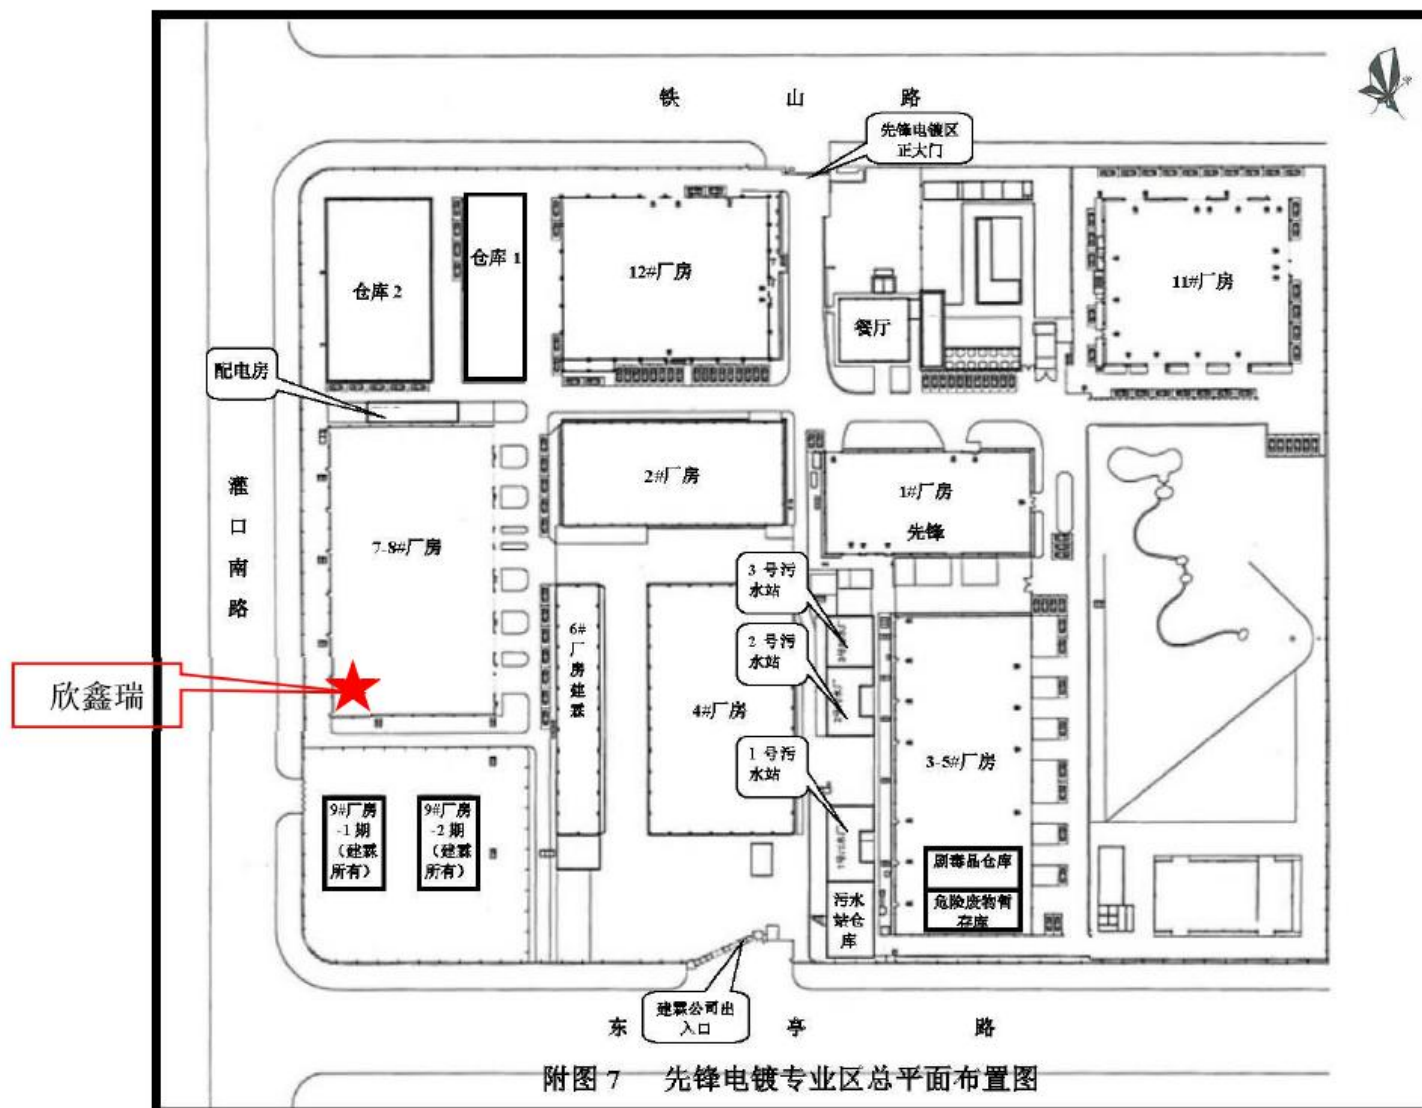 铁山路
先锋电镀区
正大门
仓库 2
仓库 1
12#厂房
餐厅
11#厂房
配电房
灌口南路
7-8#厂房
2#厂房
1#厂房
先锋
3 号污
水站
2 号污
水站
1 号污
水站
6#
厂
房
建
霖
4#厂房
3-5#厂房
欣鑫瑞
9#厂房
-1 期
（建霖
所有）
9#厂房
-2 期
（建霖
所有）
剧毒品仓库
危险废物暂
存库
污水
站仓
库
建霖公司出
入口
东亭路
附图 7 先锋电镀专业区总平面布置图